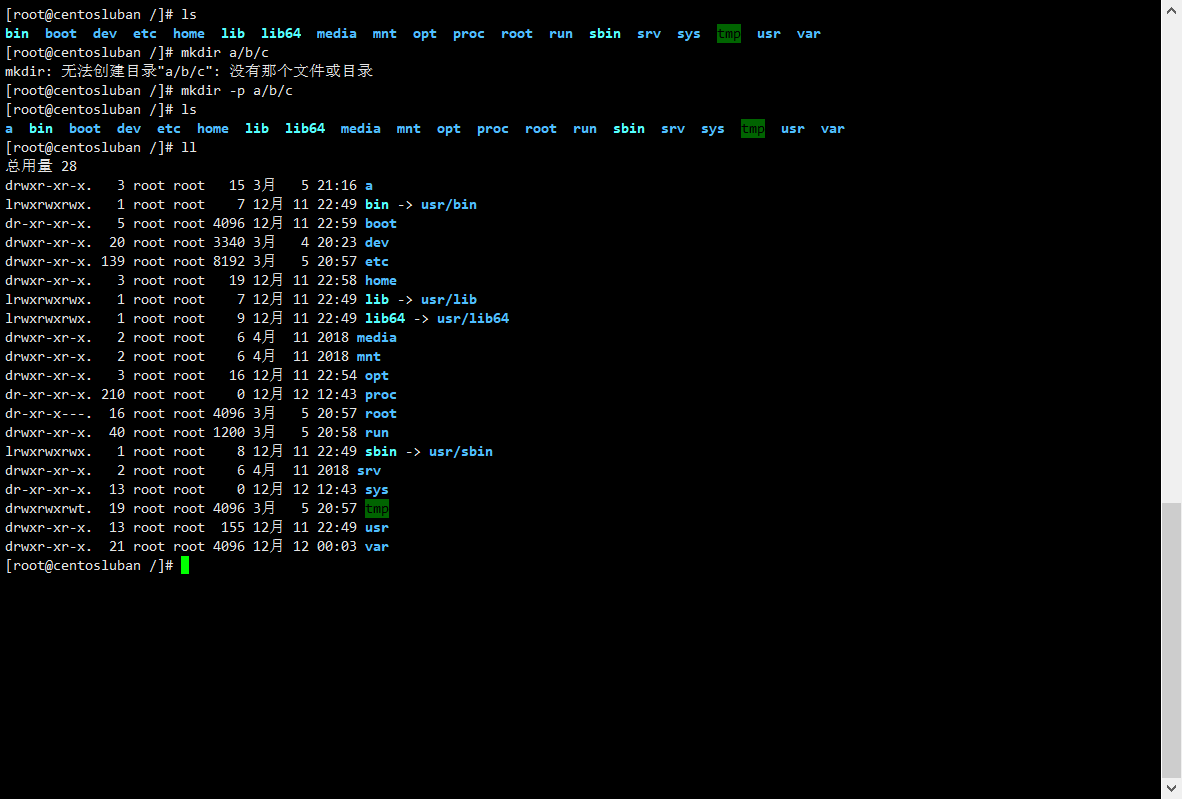 [root@centosluban /]# ls
bin  boot  dev  etc  home  lib  lib64  media  mnt  opt  proc  root  run  sbin  srv  sys  tmp  usr  var
[root@centosluban /]# mkdir a/b/c
mkdir: 无法创建目录"a/b/c": 没有那个文件或目录
[root@centosluban /]# mkdir -p a/b/c
[root@centosluban /]# ls
a  bin  boot  dev  etc  home  lib  lib64  media  mnt  opt  proc  root  run  sbin  srv  sys  tmp  usr  var
[root@centosluban /]# ll
总用量 28
drwxr-xr-x.   3 root root   15 3月   5 21:16 a
lrwxrwxrwx.   1 root root    7 12月 11 22:49 bin -> usr/bin
dr-xr-xr-x.   5 root root 4096 12月 11 22:59 boot
drwxr-xr-x.  20 root root 3340 3月   4 20:23 dev
drwxr-xr-x. 139 root root 8192 3月   5 20:57 etc
drwxr-xr-x.   3 root root   19 12月 11 22:58 home
lrwxrwxrwx.   1 root root    7 12月 11 22:49 lib -> usr/lib
lrwxrwxrwx.   1 root root    9 12月 11 22:49 lib64 -> usr/lib64
drwxr-xr-x.   2 root root    6 4月  11 2018 media
drwxr-xr-x.   2 root root    6 4月  11 2018 mnt
drwxr-xr-x.   3 root root   16 12月 11 22:54 opt
dr-xr-xr-x. 210 root root    0 12月 12 12:43 proc
dr-xr-x---.  16 root root 4096 3月   5 20:57 root
drwxr-xr-x.  40 root root 1200 3月   5 20:58 run
lrwxrwxrwx.   1 root root    8 12月 11 22:49 sbin -> usr/sbin
drwxr-xr-x.   2 root root    6 4月  11 2018 srv
dr-xr-xr-x.  13 root root    0 12月 12 12:43 sys
drwxrwxrwt.  19 root root 4096 3月   5 20:57 tmp
drwxr-xr-x.  13 root root  155 12月 11 22:49 usr
drwxr-xr-x.  21 root root 4096 12月 12 00:03 var
[root@centosluban /]#